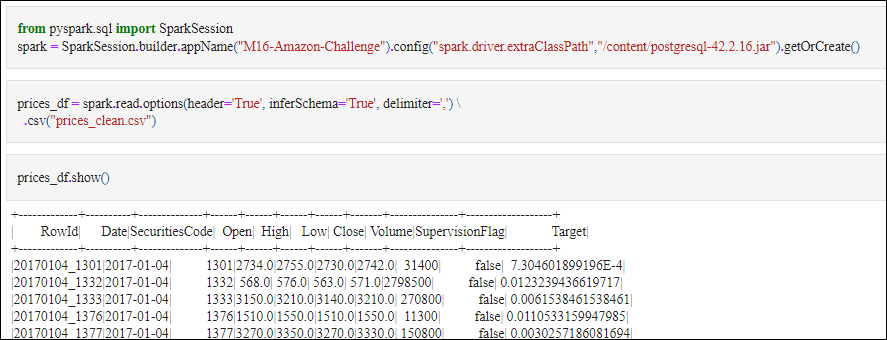 from pyspark.sql import SparkSession
spark = SparkSession.builder.appName("M16-Amazon-Challenge").config("spark.driver.extraClassPath","/content/postgresql-42.2.16.jar").getOrCreate()
prices_df = spark.read.options(header='True', inferSchema='True', delimiter=',') \
.csv("prices_clean.csv")
prices_df.show()
+-------------+----------+--------------+------+------+------+------+-------+---------------+--------------------+
|        RowId|      Date|SecuritiesCode|  Open|  High|   Low| Close| Volume|SupervisionFlag|              Target|
+-------------+----------+--------------+------+------+------+------+-------+---------------+--------------------+
|20170104_1301|2017-01-04|          1301|2734.0|2755.0|2730.0|2742.0|  31400|          false|  7.304601899196E-4|
|20170104_1332|2017-01-04|          1332| 568.0| 576.0| 563.0| 571.0|2798500|          false| 0.0123239436619717|
|20170104_1333|2017-01-04|          1333|3150.0|3210.0|3140.0|3210.0| 270800|          false| 0.0061538461538461|
|20170104_1376|2017-01-04|          1376|1510.0|1550.0|1510.0|1550.0|  11300|          false| 0.0110533159947985|
|20170104_1377|2017-01-04|          1377|3270.0|3350.0|3270.0|3330.0| 150800|          false| 0.0030257186081694|